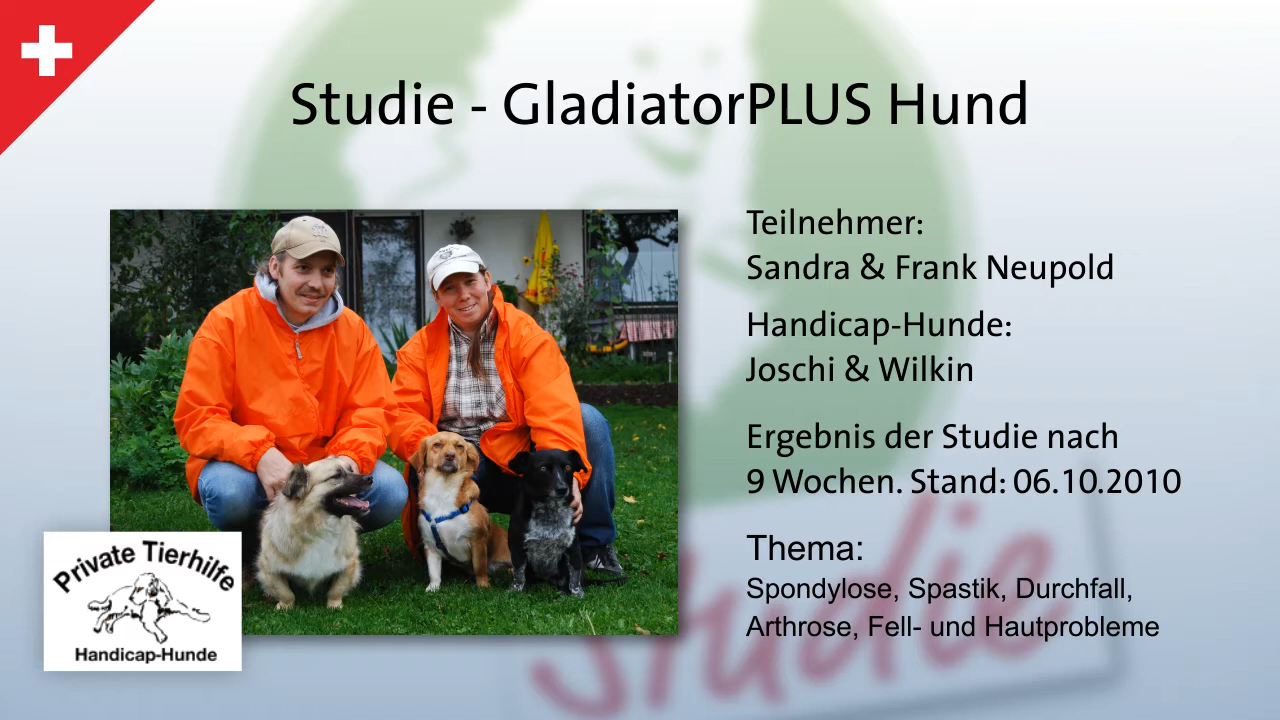 Studie - GladiatorPLUS Hund
Teilnehmer:
Sandra & Frank Neupold
Handicap-Hunde:
Joschi & Wilkin
Ergebnis der Studie nach
9 Wochen. Stand: 06.10.2010
Thema:
Spondylose, Spastik, Durchfall,
Arthrose, Fell- und Hautprobleme
Private Tierhilfe
Handicap-Hunde
Studie